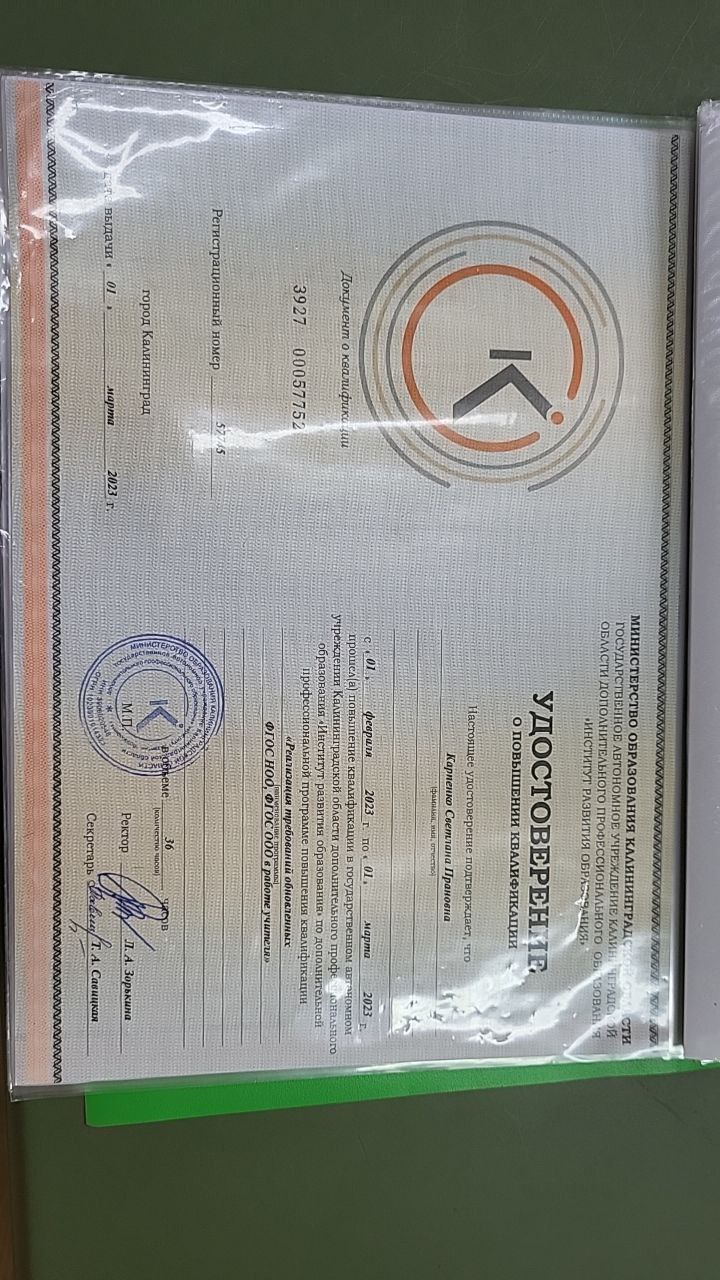 Документ о квалификации
3927 00057752
Регистрационный номер 5775
город Калининград
дата выдачи « 01 » марта 2023 г.
МИНИСТЕРСТВО ОБРАЗОВАНИЯ КАЛИНИНГРАДСКОЙ ОБЛАСТИ
ГОСУДАРСТВЕННОЕ АВТОНОМНОЕ УЧРЕЖДЕНИЕ КАЛИНИНГРАДСКОЙ
ОБЛАСТИ ДОПОЛНИТЕЛЬНОГО ПРОФЕССИОНАЛЬНОГО ОБРАЗОВАНИЯ
«ИНСТИТУТ РАЗВИТИЯ ОБРАЗОВАНИЯ»
УДОСТОВЕРЕНИЕ
О ПОВЫШЕНИИ КВАЛИФИКАЦИИ
Настоящее удостоверение подтверждает, что
Карпенко Светлана Прановна
(фамилия, имя, отчество)
с « 01 » февраля 2023 г. по « 01 » марта 2023 г.
прошел(а) повышение квалификации в государственном автономном
учреждении Калининградской области дополнительного профессионального
образования «Институт развития образования» по дополнительной
профессиональной программе повышения квалификации
«Реализация требований обновленных
(наименование программы)
ФГОС НОО, ФГОС ООО в работе учителя»
в объеме 36 часов
(количество часов)
М.П.
Ректор Л.А. Зорькина
Секретарь Т.А. Савицкая